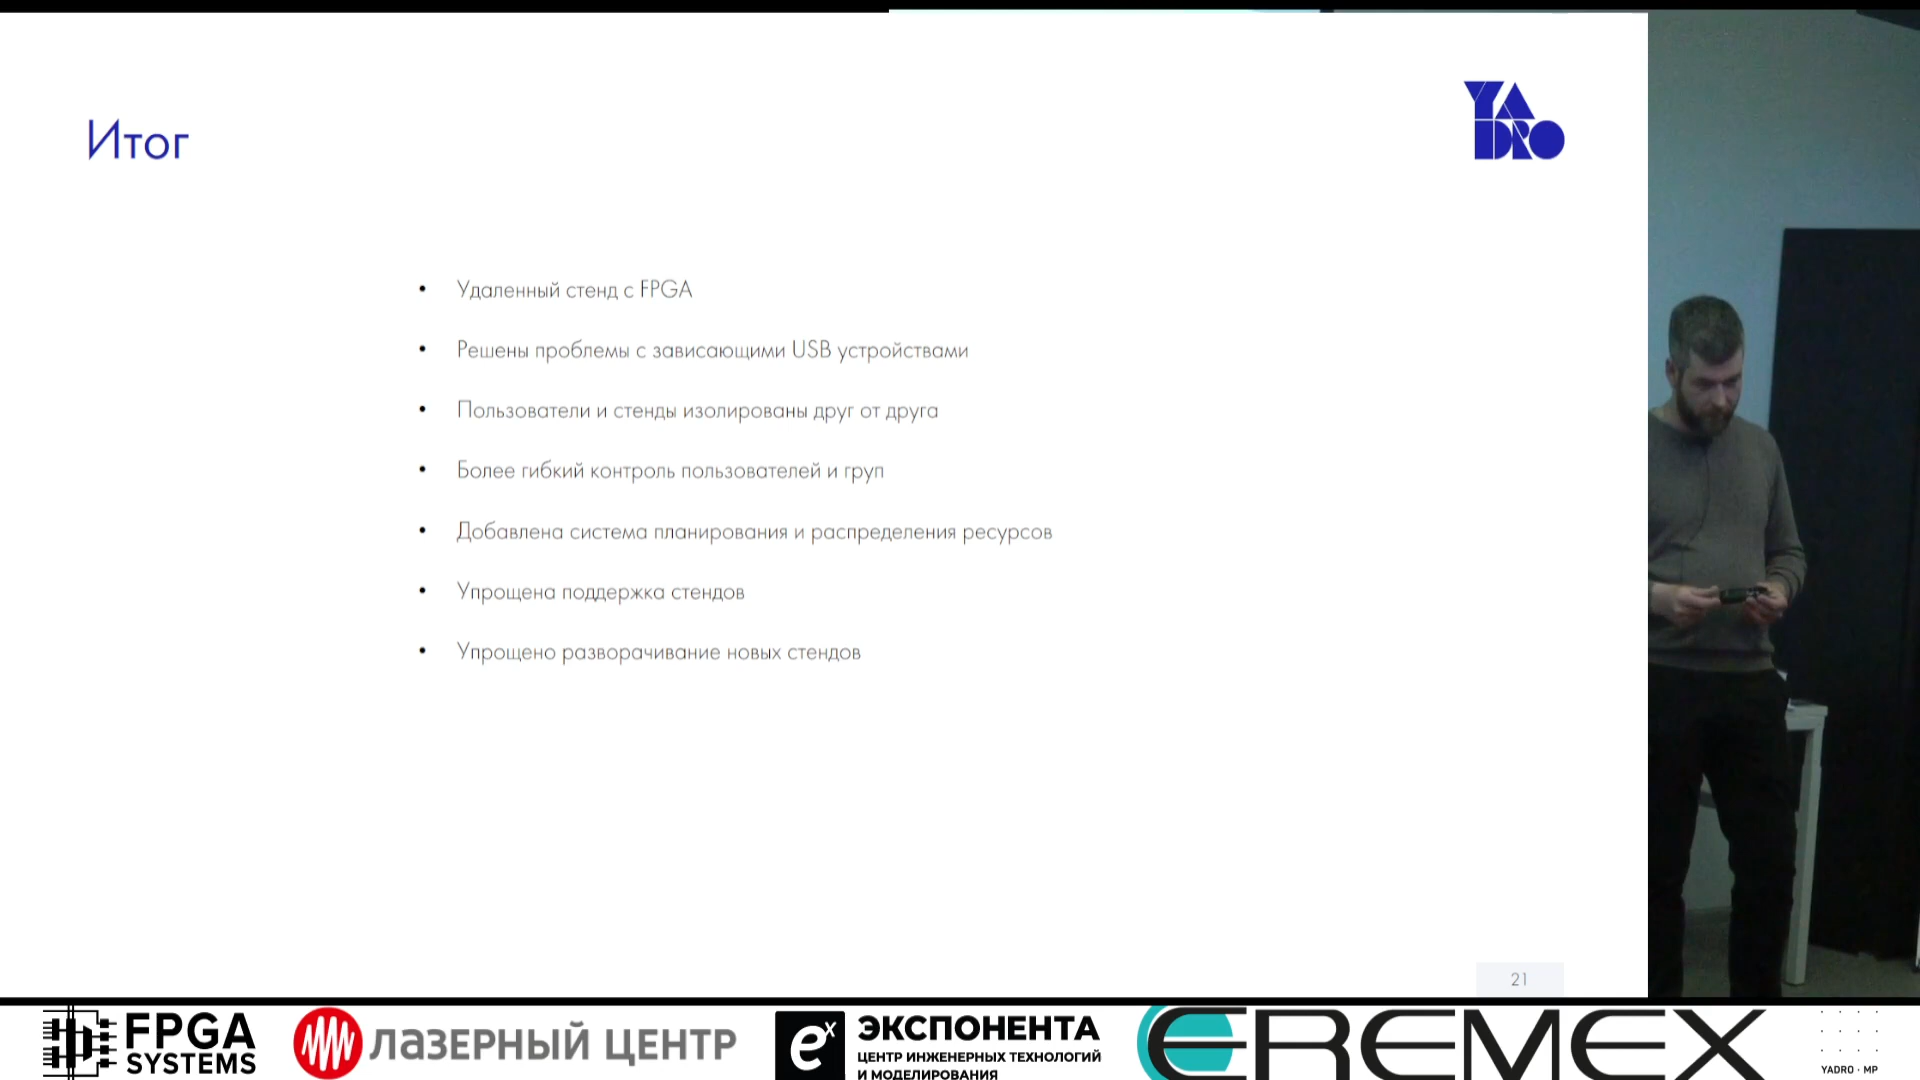 Итог
YADRO
• Удаленный стенд с FPGA
• Решены проблемы с зависающими USB устройствами
• Пользователи и стенды изолированы друг от друга
• Более гибкий контроль пользователей и груп
• Добавлена система планирования и распределения ресурсов
• Упрощена поддержка стендов
• Упрощено разворачивание новых стендов
21
FPGA
SYSTEMS
ЛАЗЕРНЫЙ ЦЕНТР
ex
ЭКСПОНЕНТА
ЦЕНТР ИНЖЕНЕРНЫХ ТЕХНОЛОГИЙ
И МОДЕЛИРОВАНИЯ
EREMEX
YADRO · MP